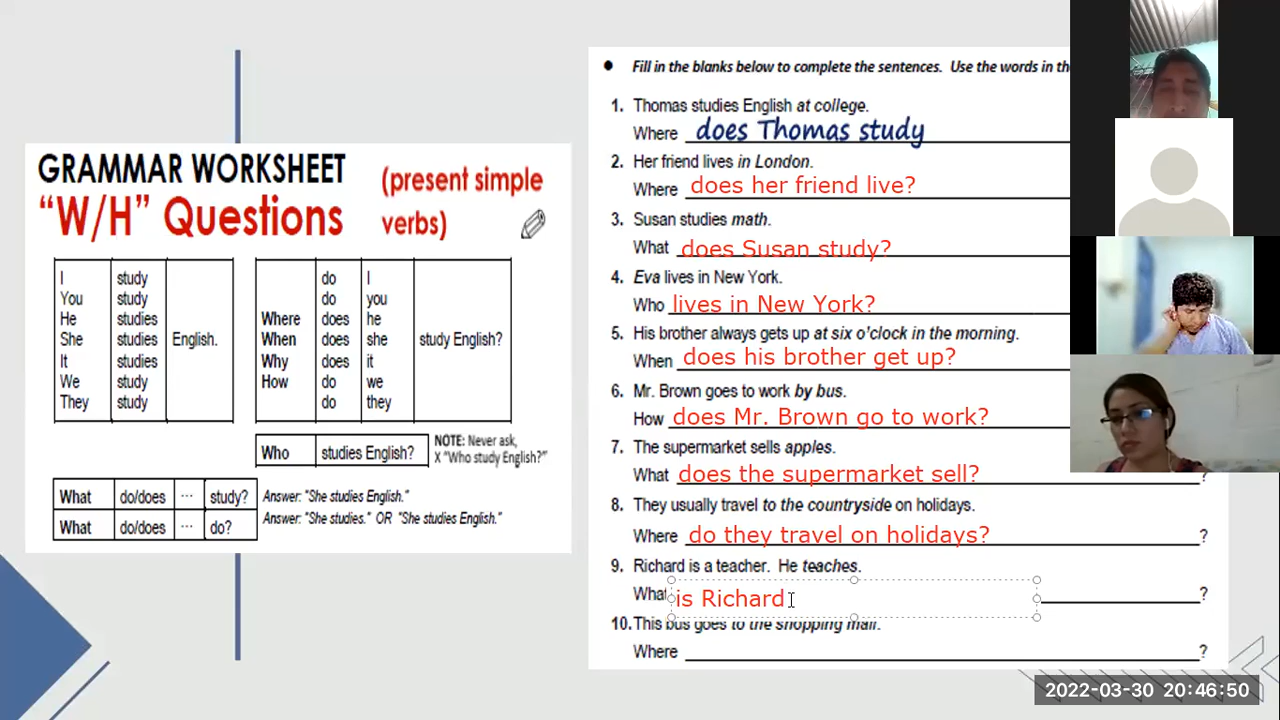 GRAMMAR WORKSHEET
“W/H” Questions
(present simple
verbs)
I study
You study
He studies
She studies English.
It studies
We study
They study
do I
do you
Where does he
When does she study English?
Why does it
How do we
do they
Who studies English?
NOTE: Never ask,
X “Who study English?”
What do/does ... study? Answer: "She studies English."
What do/does ... do? Answer: "She studies." OR "She studies English."
Fill in the blanks below to complete the sentences. Use the words in
1. Thomas studies English at college.
Where does Thomas study
2. Her friend lives in London.
Where does her friend live?
3. Susan studies math.
What does Susan study?
4. Eva lives in New York.
Who lives in New York?
5. His brother always gets up at six o'clock in the morning.
When does his brother get up?
6. Mr. Brown goes to work by bus.
How does Mr. Brown go to work?
7. The supermarket sells apples.
What does the supermarket sell? ?
8. They usually travel to the countryside on holidays.
Where do they travel on holidays? ?
9. Richard is a teacher. He teaches.
What is Richard ?
10. This bus goes to the shopping mall.
Where ?
2022-03-30 20:46:50